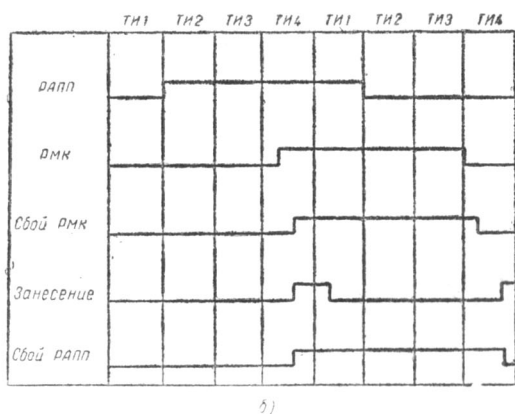 ТИ1 ТИ2 ТИ3 ТИ4 ТИ1 ТИ2 ТИ3 ТИ4
РАПП
РМК
Сбой РМК
Занесение
Сбой РАПП
б)